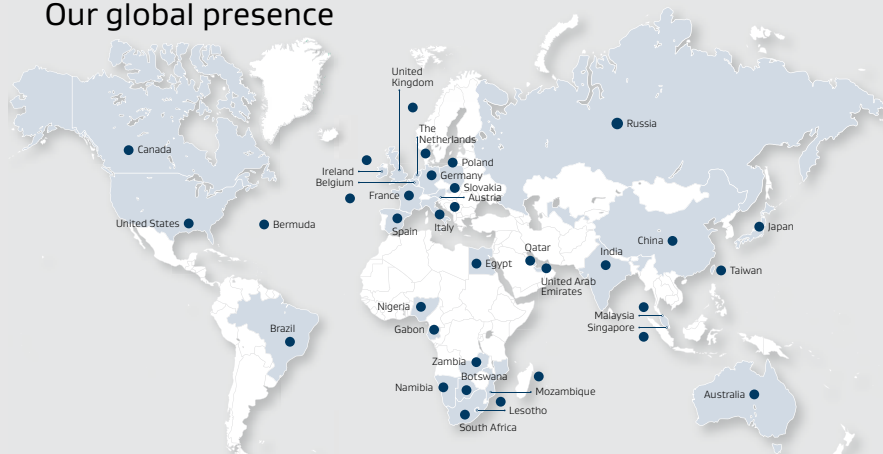 Our global presence
United
Kingdom
The
Netherlands
Russia
Canada
Poland
Ireland
Germany
Belgium
Slovakia
France
Austria
United States
Bermuda
Spain
Italy
Japan
China
Qatar
India
Egypt
Taiwan
United Arab
Emirates
Nigeria
Malaysia
Gabon
Singapore
Brazil
Zambia
Botswana
Namibia
Mozambique
Australia
Lesotho
South Africa